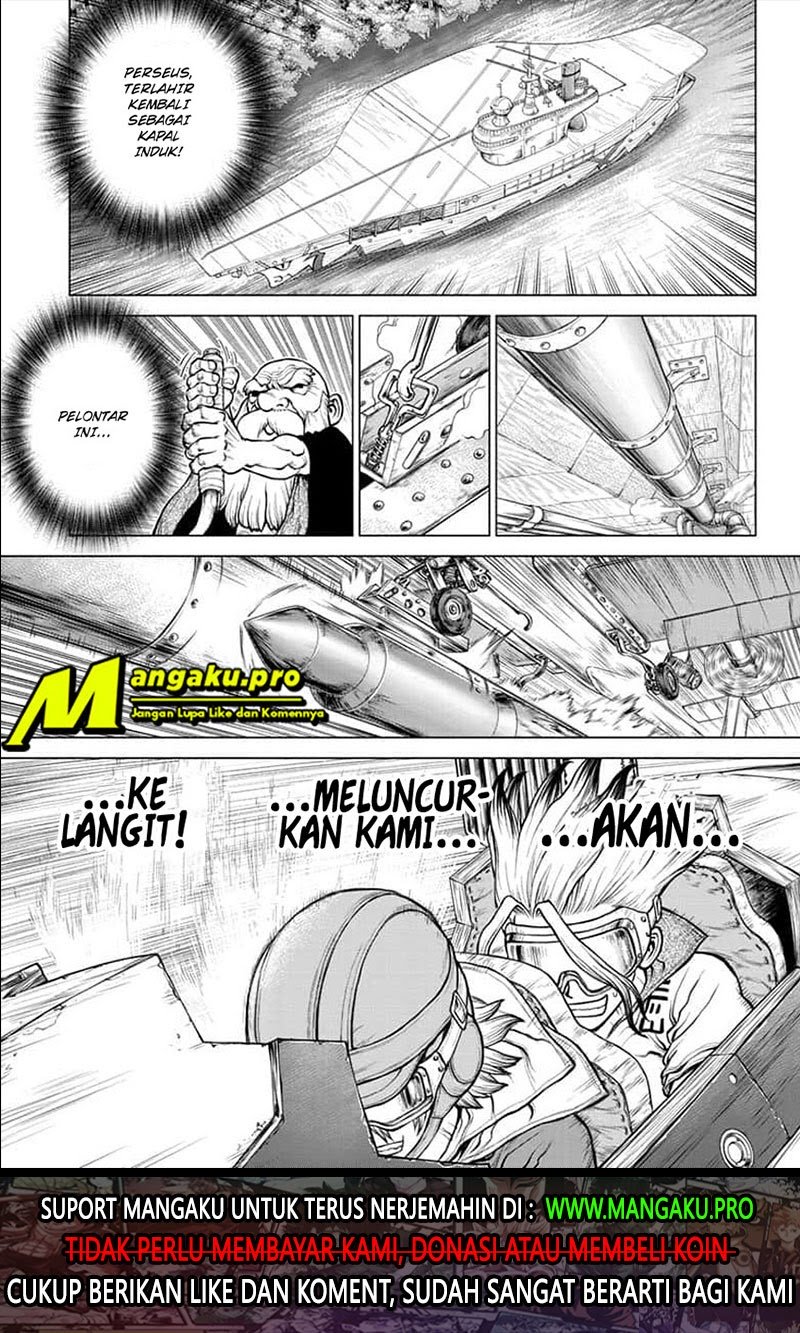 PERSEUS,
TERLAHIR
KEMBALI
SEBAGAI
KAPAL
INDUK!
PELONTAR
INI...
Mangaku.pro
Jangan Lupa Like dan Komennya
...AKAN...
...MELUNCUR-
KAN KAMI...
...KE
LANGIT!
SUPORT MANGAKU UNTUK TERUS NERJEMAHIN DI : WWW.MANGAKU.PRO
TIDAK PERLU MEMBAYAR KAMI, DONASI ATAU MEMBELI KOIN
CUKUP BERIKAN LIKE DAN KOMENT, SUDAH SANGAT BERARTI BAGI KAMI